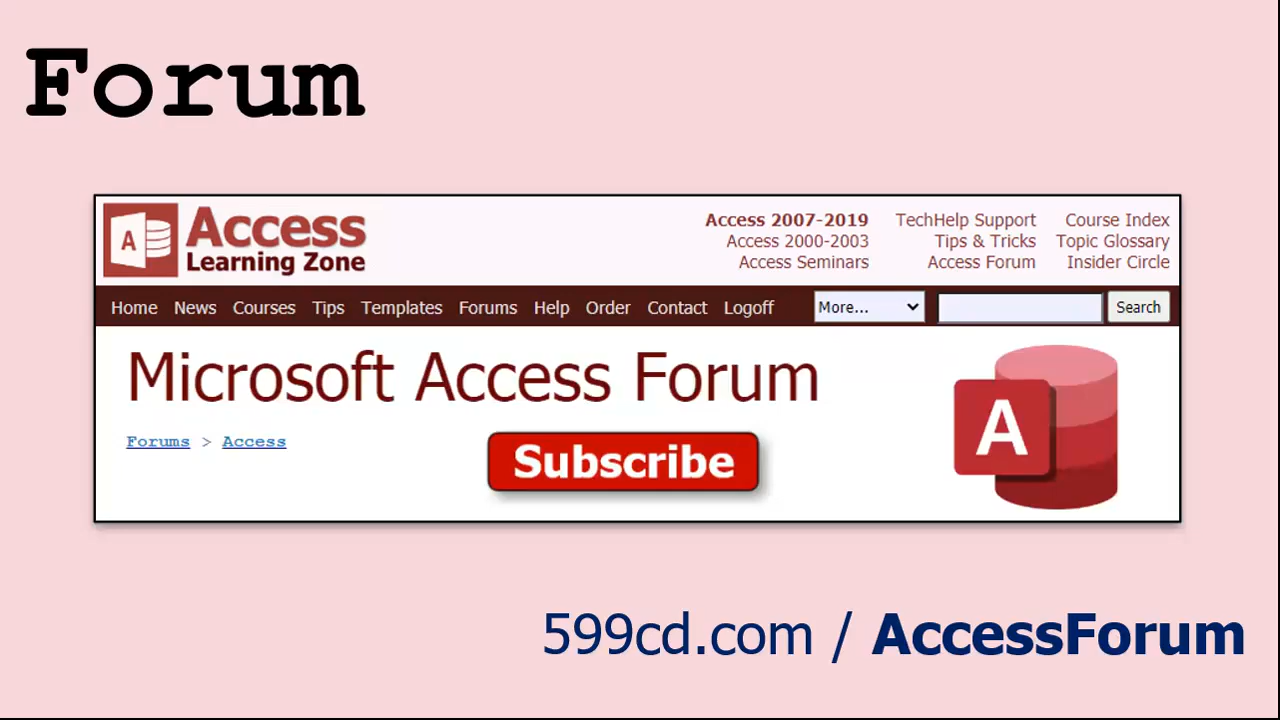 Forum
A
Access
Learning Zone
Access 2007-2019 TechHelp Support Course Index
Access 2000-2003 Tips & Tricks Topic Glossary
Access Seminars Access Forum Insider Circle
Home News Courses Tips Templates Forums Help Order Contact Logoff More... Search
Microsoft Access Forum
Forums > Access
Subscribe
A
599cd.com / AccessForum